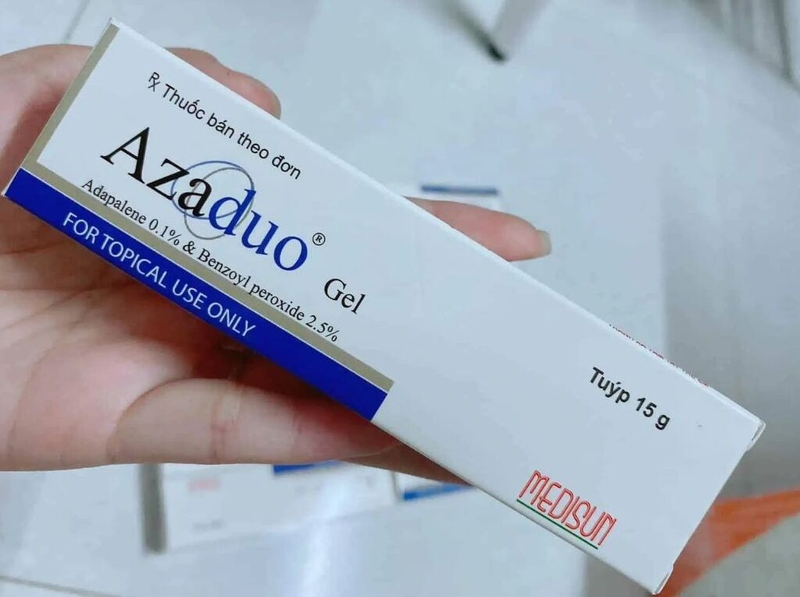 Rx Thuốc bán theo đơn
Azaduo® Gel
Adapalene 0.1% & Benzoyl peroxide 2.5%
FOR TOPICAL USE ONLY
Tuýp 15 g
MEDISUN